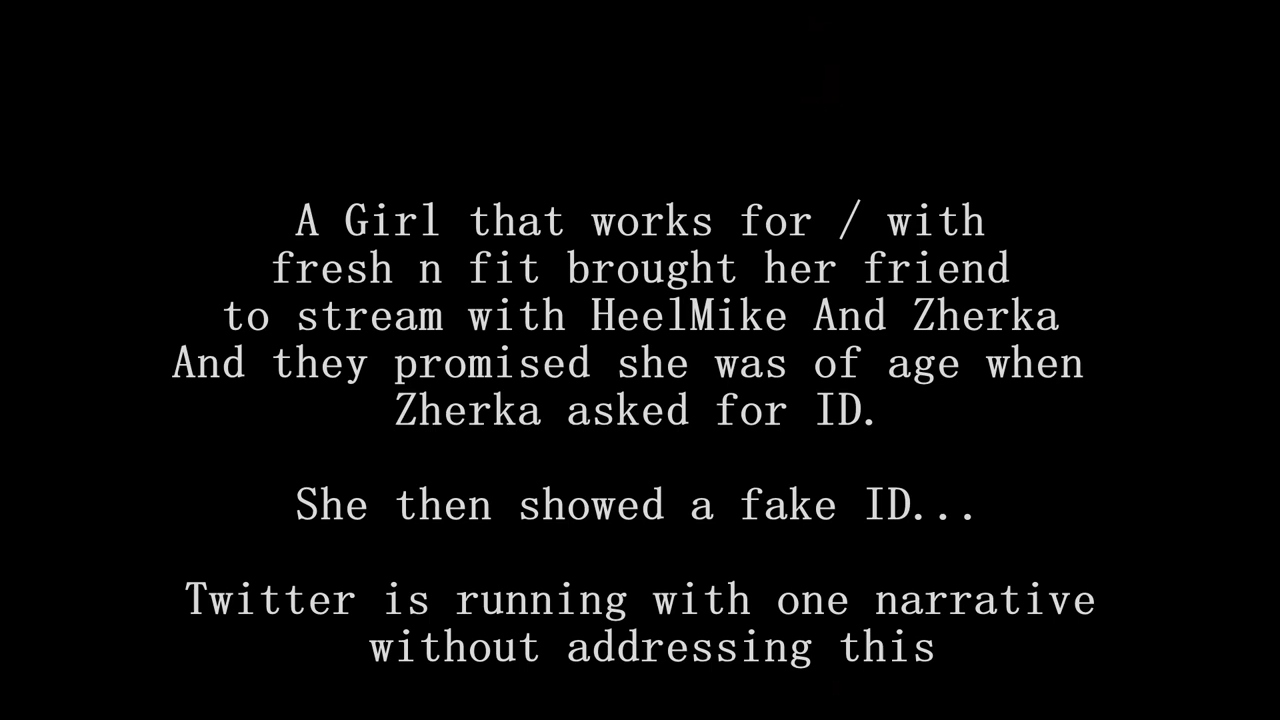 A Girl that works for / with
fresh n fit brought her friend
to stream with HeelMike And Zherka
And they promised she was of age when
Zherka asked for ID.
She then showed a fake ID...
Twitter is running with one narrative
without addressing this